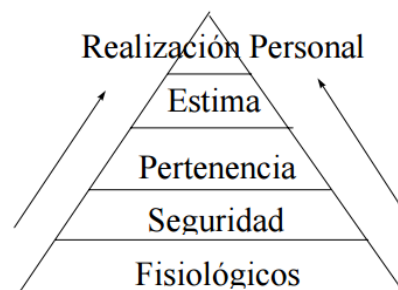 Realización Personal
Estima
Pertenencia
Seguridad
Fisiológicos